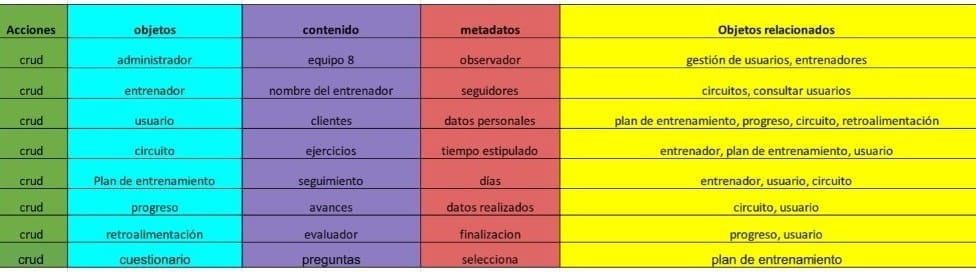 Acciones objetos contenido metadatos Objetos relacionados
crud administrador equipo 8 observador gestión de usuarios, entrenadores
crud entrenador nombre del entrenador seguidores circuitos, consultar usuarios
crud usuario clientes datos personales plan de entrenamiento, progreso, circuito, retroalimentación
crud circuito ejercicios tiempo estipulado entrenador, plan de entrenamiento, usuario
crud Plan de entrenamiento seguimiento días entrenador, usuario, circuito
crud progreso avances datos realizados circuito, usuario
crud retroalimentación evaluador finalizacion progreso, usuario
crud cuestionario preguntas selecciona plan de entrenamiento